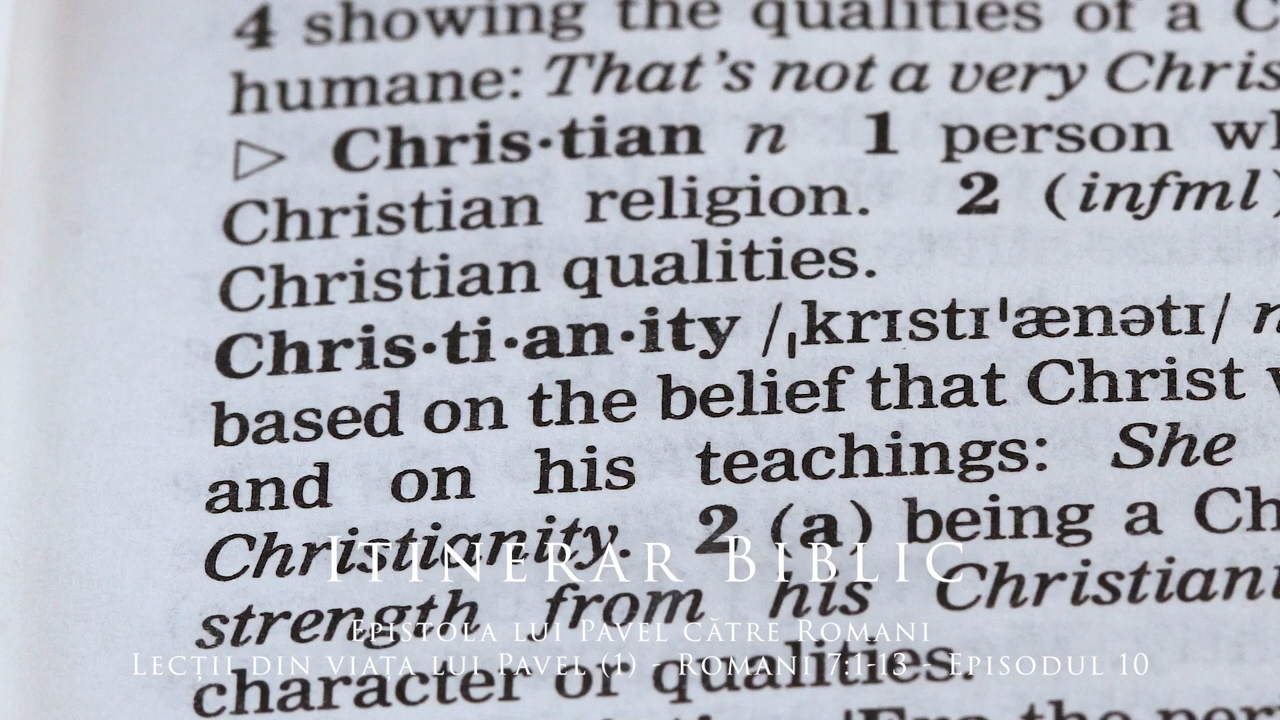 4 showing the qualities of a C
humane: That's not a very Chris
▷ Chris·tian n 1 person wh
Christian religion. 2 (infml)
Christian qualities.
Chris·ti·an·ity /ˌkrɪstɪˈænətɪ/ n
based on the belief that Christ w
and on his teachings: She
Christianity. 2 (a) being a Ch
Itinerar Biblic
strength from his Christiani
Epistola lui Pavel către Romani
Lecții din viața lui Pavel (1) - Romani 7:1-13 - Episodul 10
character or qualities.